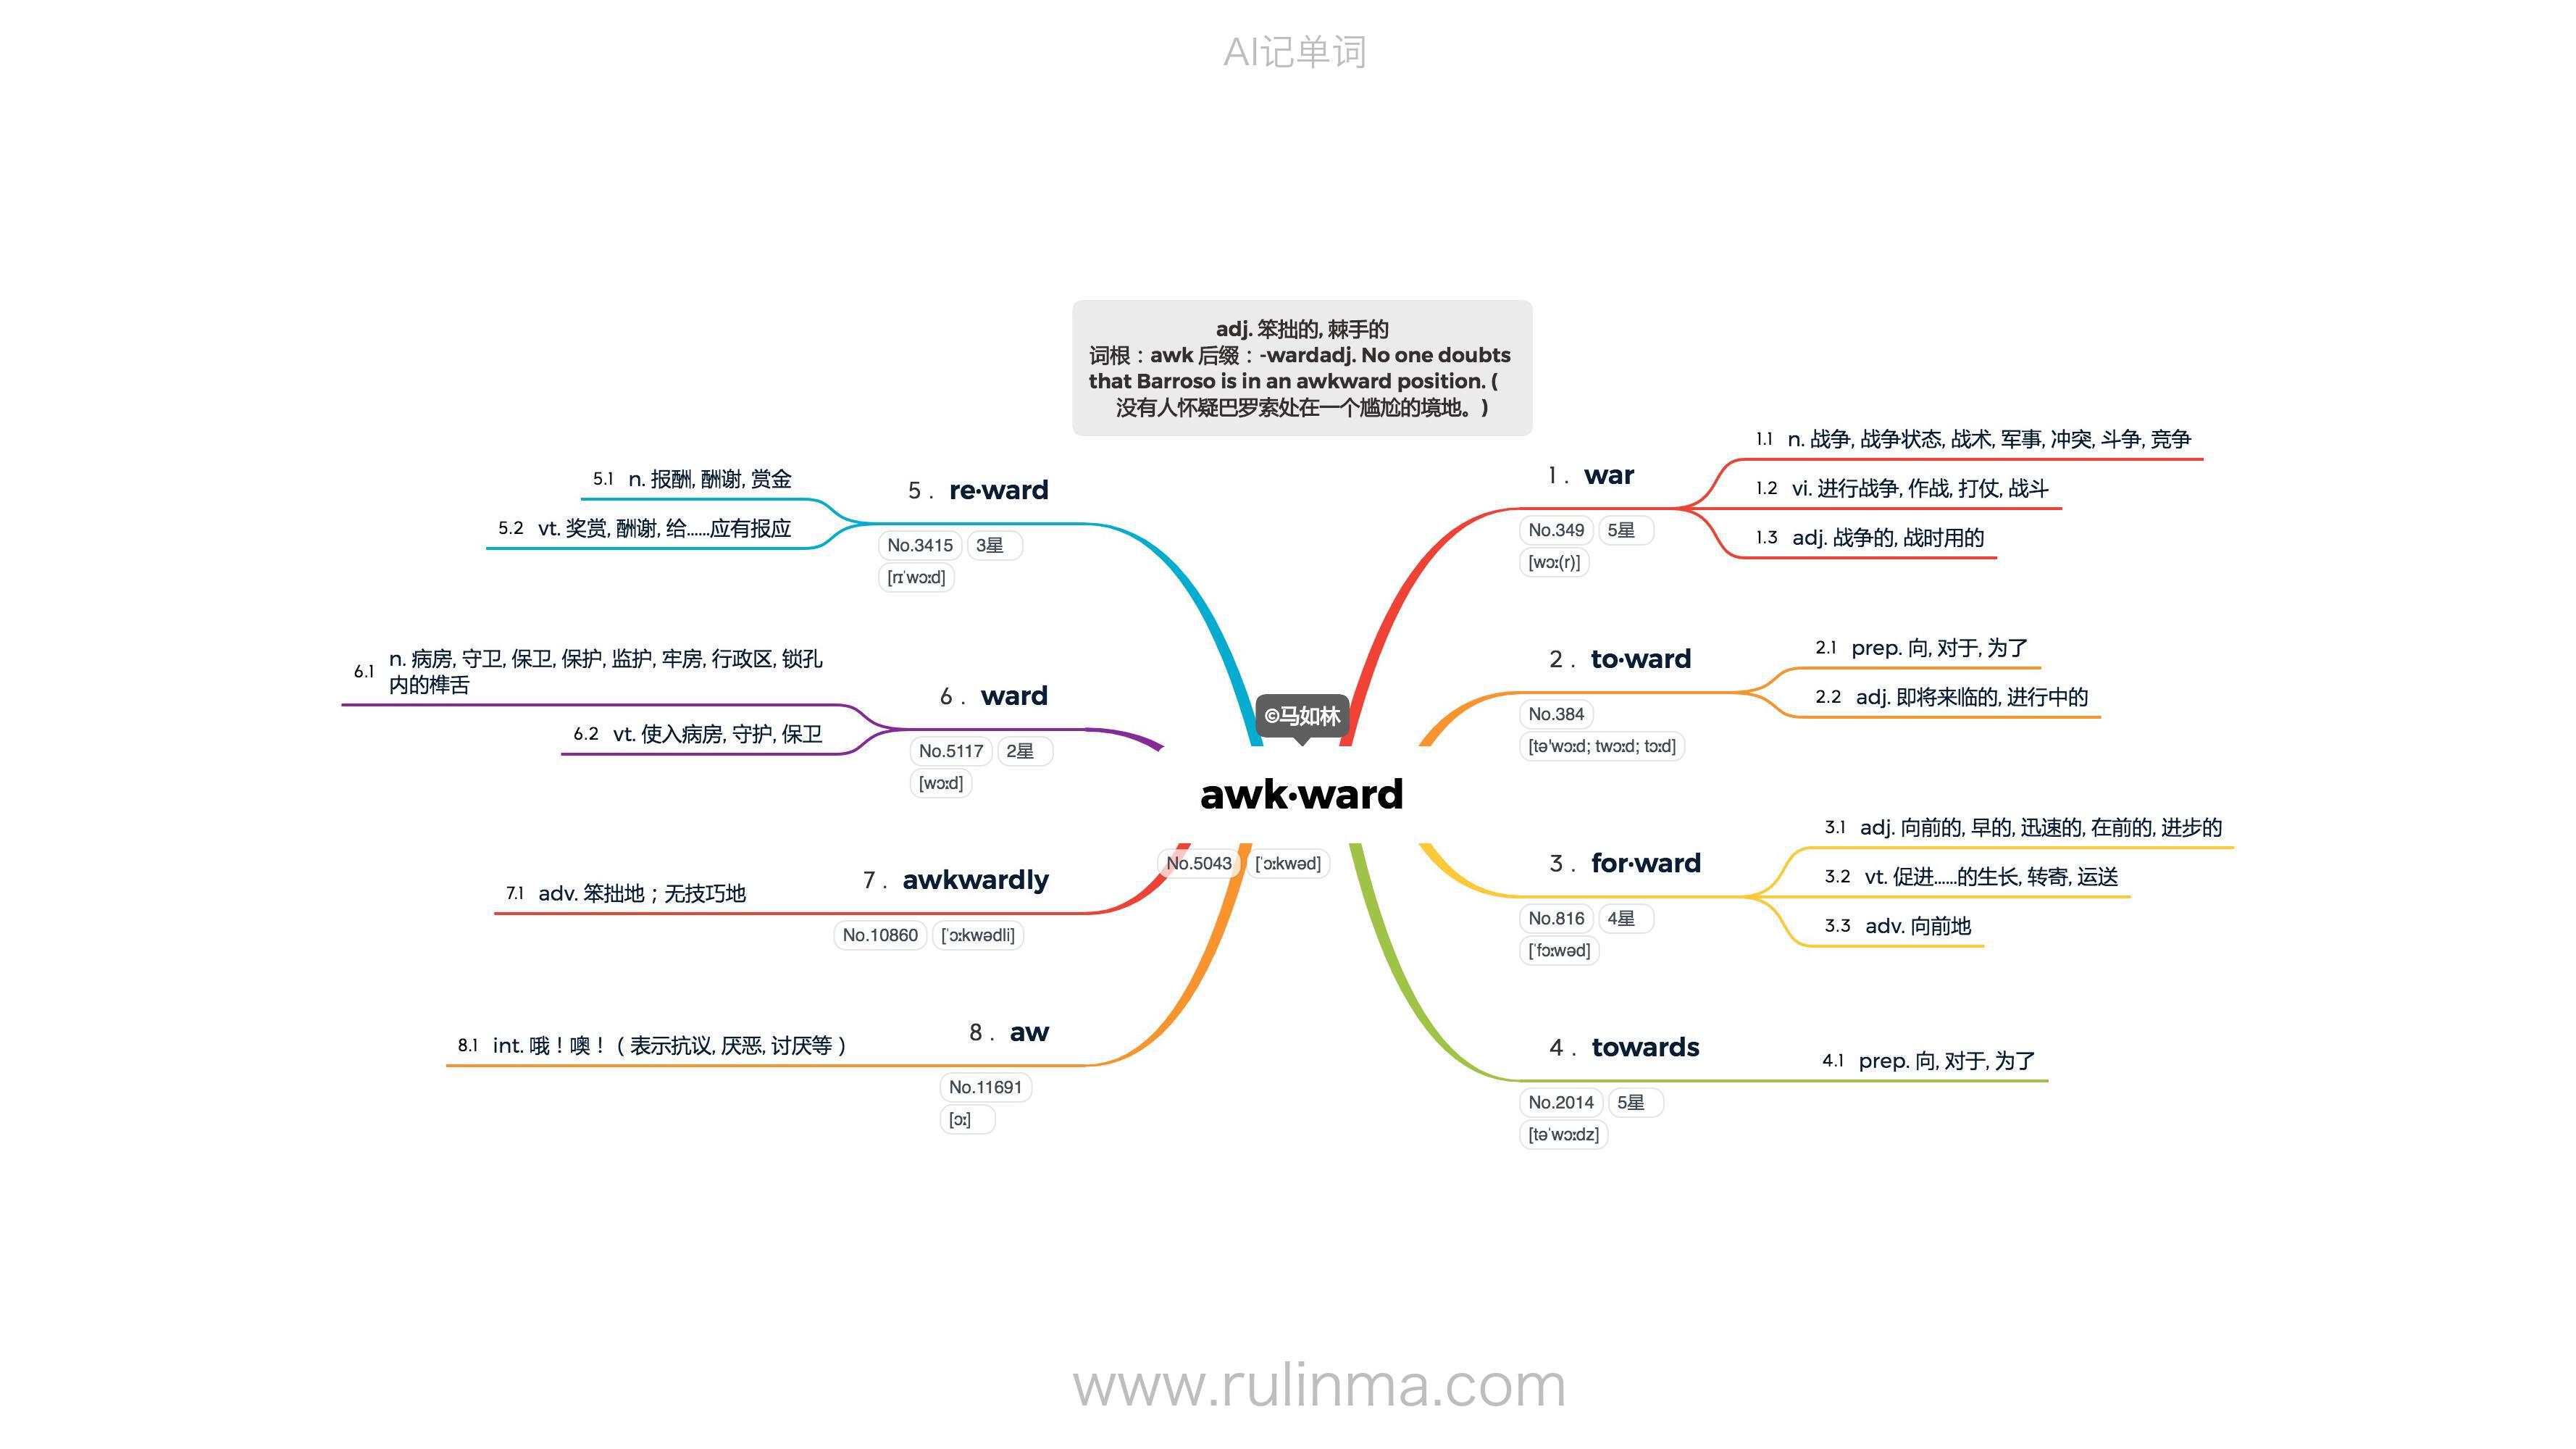 AI记单词
adj. 笨拙的, 棘手的
词根：awk 后缀：-wardadj. No one doubts
that Barroso is in an awkward position. (
没有人怀疑巴罗索处在一个尴尬的境地。)
©马如林
awk·ward
No.5043 [ˈɔːkwəd]
1. war
No.349 5星
[wɔː(r)]
1.1 n. 战争, 战争状态, 战术, 军事, 冲突, 斗争, 竞争
1.2 vi. 进行战争, 作战, 打仗, 战斗
1.3 adj. 战争的, 战时用的
2. to·ward
No.384
[tə'wɔːd; twɔːd; tɔːd]
2.1 prep. 向, 对于, 为了
2.2 adj. 即将来临的, 进行中的
3. for·ward
No.816 4星
[ˈfɔːwəd]
3.1 adj. 向前的, 早的, 迅速的, 在前的, 进步的
3.2 vt. 促进……的生长, 转寄, 运送
3.3 adv. 向前地
4. towards
No.2014 5星
[təˈwɔːdz]
4.1 prep. 向, 对于, 为了
5. re·ward
No.3415 3星
[rɪˈwɔːd]
5.1 n. 报酬, 酬谢, 赏金
5.2 vt. 奖赏, 酬谢, 给……应有报应
6. ward
No.5117 2星
[wɔːd]
6.1 n. 病房, 守卫, 保卫, 保护, 监护, 牢房, 行政区, 锁孔
内的榫舌
6.2 vt. 使入病房, 守护, 保卫
7. awkwardly
No.10860 [ˈɔːkwədli]
7.1 adv. 笨拙地；无技巧地
8. aw
No.11691
[ɔː]
8.1 int. 哦！噢！（表示抗议, 厌恶, 讨厌等）
www.rulinma.com